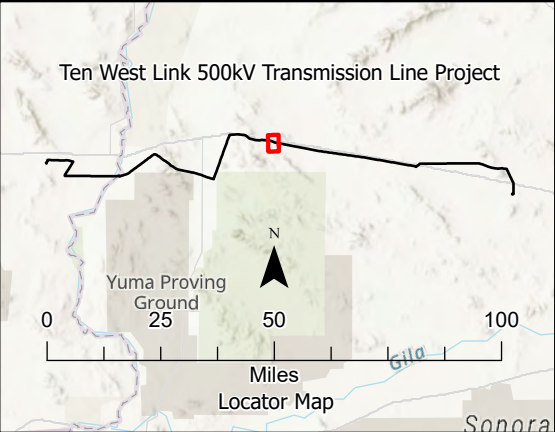 Ten West Link 500kV Transmission Line Project
N
Yuma Proving
Ground
0 25 50 100
Gila
Miles
Locator Map
Sonora